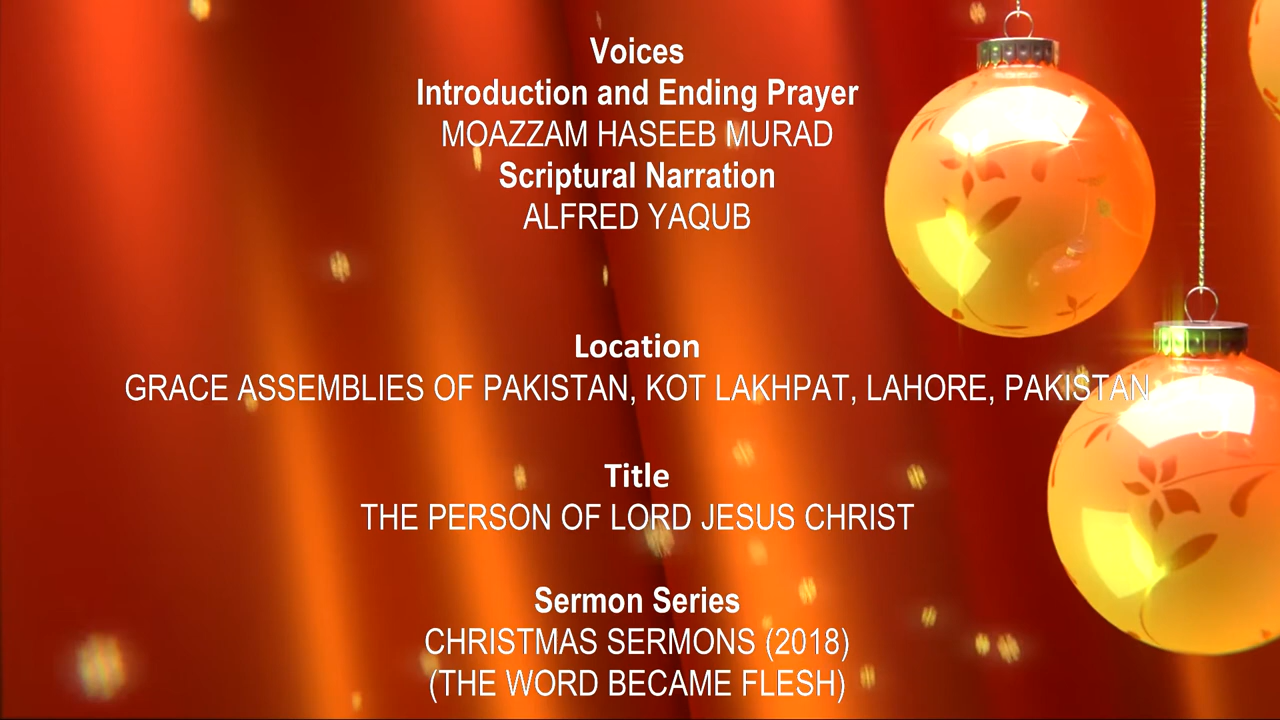 Voices
Introduction and Ending Prayer
MOAZZAM HASEEB MURAD
Scriptural Narration
ALFRED YAQUB
Location
GRACE ASSEMBLIES OF PAKISTAN, KOT LAKHPAT, LAHORE, PAKISTAN
Title
THE PERSON OF LORD JESUS CHRIST
Sermon Series
CHRISTMAS SERMONS (2018)
(THE WORD BECAME FLESH)